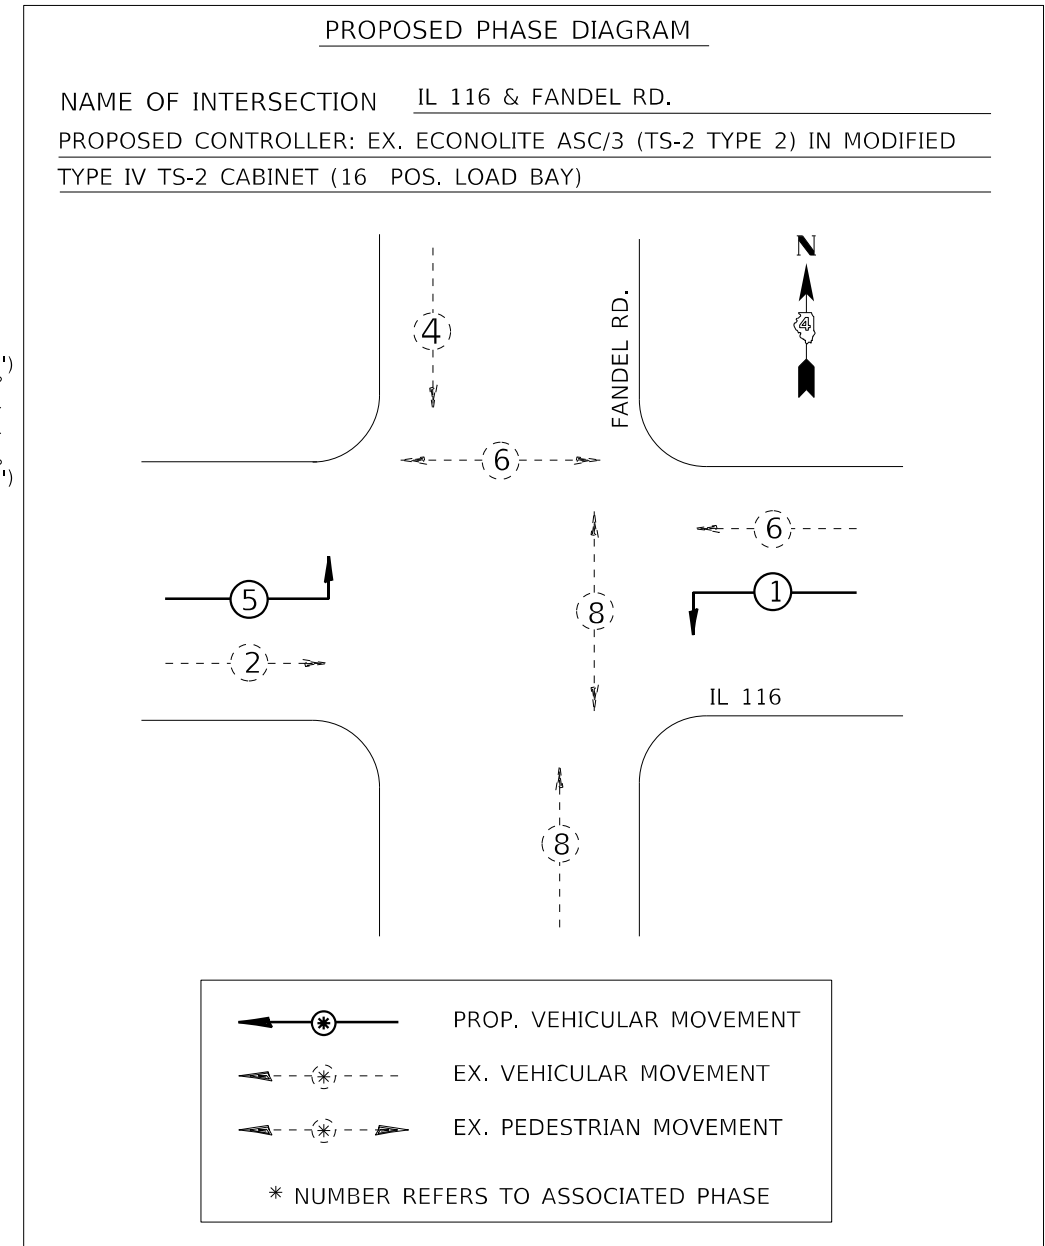 PROPOSED PHASE DIAGRAM
NAME OF INTERSECTION IL 116 & FANDEL RD.
PROPOSED CONTROLLER: EX. ECONOLITE ASC/3 (TS-2 TYPE 2) IN MODIFIED
TYPE IV TS-2 CABINET (16 POS. LOAD BAY)
N
4
4
FANDEL RD.
6
6
5
1
8
2
IL 116
8
* PROP. VEHICULAR MOVEMENT
* EX. VEHICULAR MOVEMENT
* EX. PEDESTRIAN MOVEMENT
* NUMBER REFERS TO ASSOCIATED PHASE